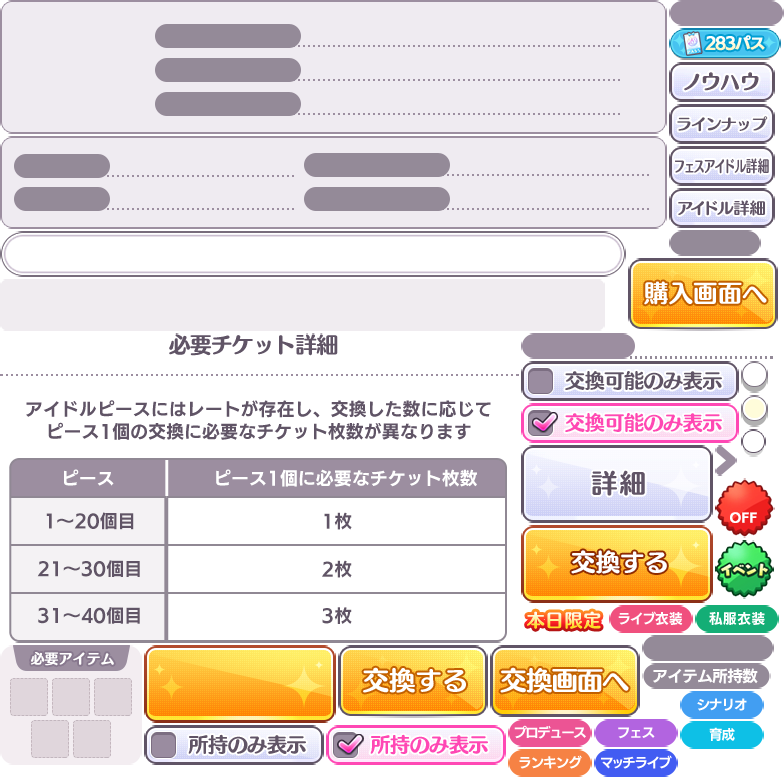 283パス
ノウハウ
ラインナップ
フェスアイドル詳細
アイドル詳細
購入画面へ
必要チケット詳細
アイドルピースにはレートが存在し、交換した数に応じて
ピース1個の交換に必要なチケット枚数が異なります
ピース ピース1個に必要なチケット枚数
1～20個目 1枚
21～30個目 2枚
31～40個目 3枚
交換可能のみ表示
交換可能のみ表示
詳細
OFF
交換する
イベント
本日限定 ライブ衣装 私服衣装
必要アイテム
交換する
交換画面へ
アイテム所持数
シナリオ
所持のみ表示
所持のみ表示
プロデュース
フェス
育成
ランキング
マッチライブ